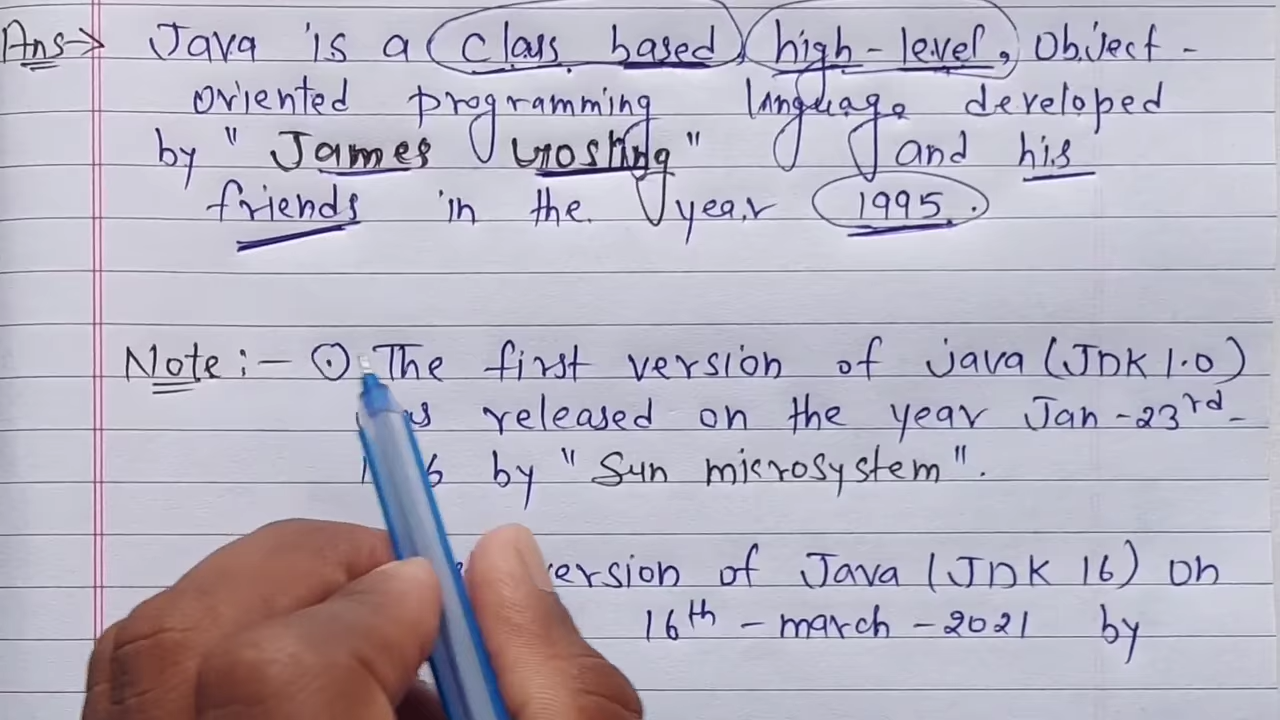 Ans→ Java is a class based, high-level, Object-
oriented programming language developed
by "James Gosling" and his
friends in the year 1995.
Note:- ① The first version of java (JDK 1.0)
released on the year Jan-23rd-
by "Sun microsystem".
version of Java (JDK 16) on
16th - march - 2021 by